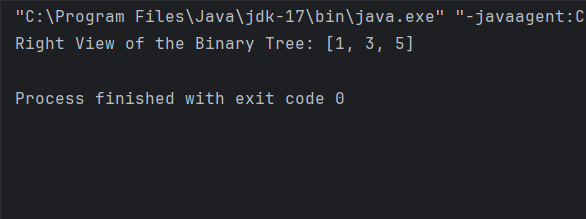 "C:\Program Files\Java\jdk-17\bin\java.exe" "-javaagent:C
Right View of the Binary Tree: [1, 3, 5]
Process finished with exit code 0